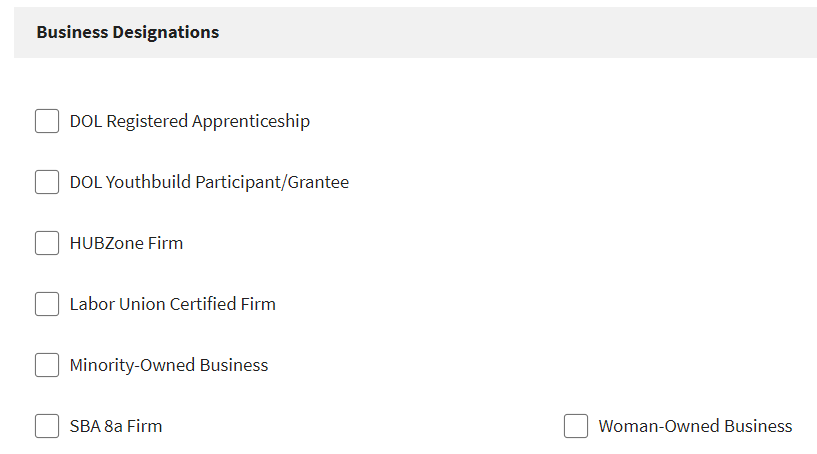 Business Designations
DOL Registered Apprenticeship
DOL Youthbuild Participant/Grantee
HUBZone Firm
Labor Union Certified Firm
Minority-Owned Business
SBA 8a Firm
Woman-Owned Business